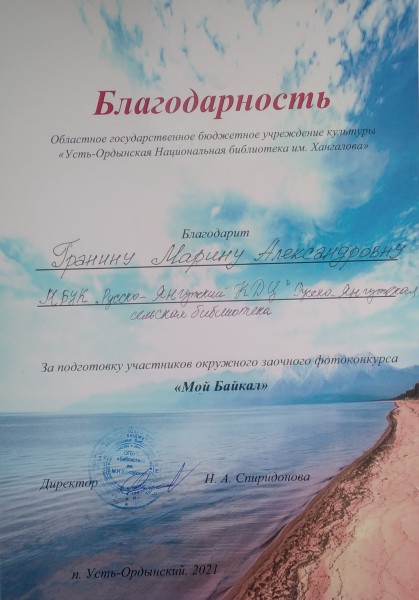 Благодарность
Областное государственное бюджетное учреждение культуры
«Усть-Ордынская Национальная библиотека им. Хангалова»
Благодарит
Гранину Марину Александровну
МБУК "Русско-Янгутский КДЦ" Русско-Янгутская
сельская библиотека
За подготовку участников окружного заочного фотоконкурса
«Мой Байкал»
Директор
Н. А. Спиридонова
п. Усть-Ордынский, 2021